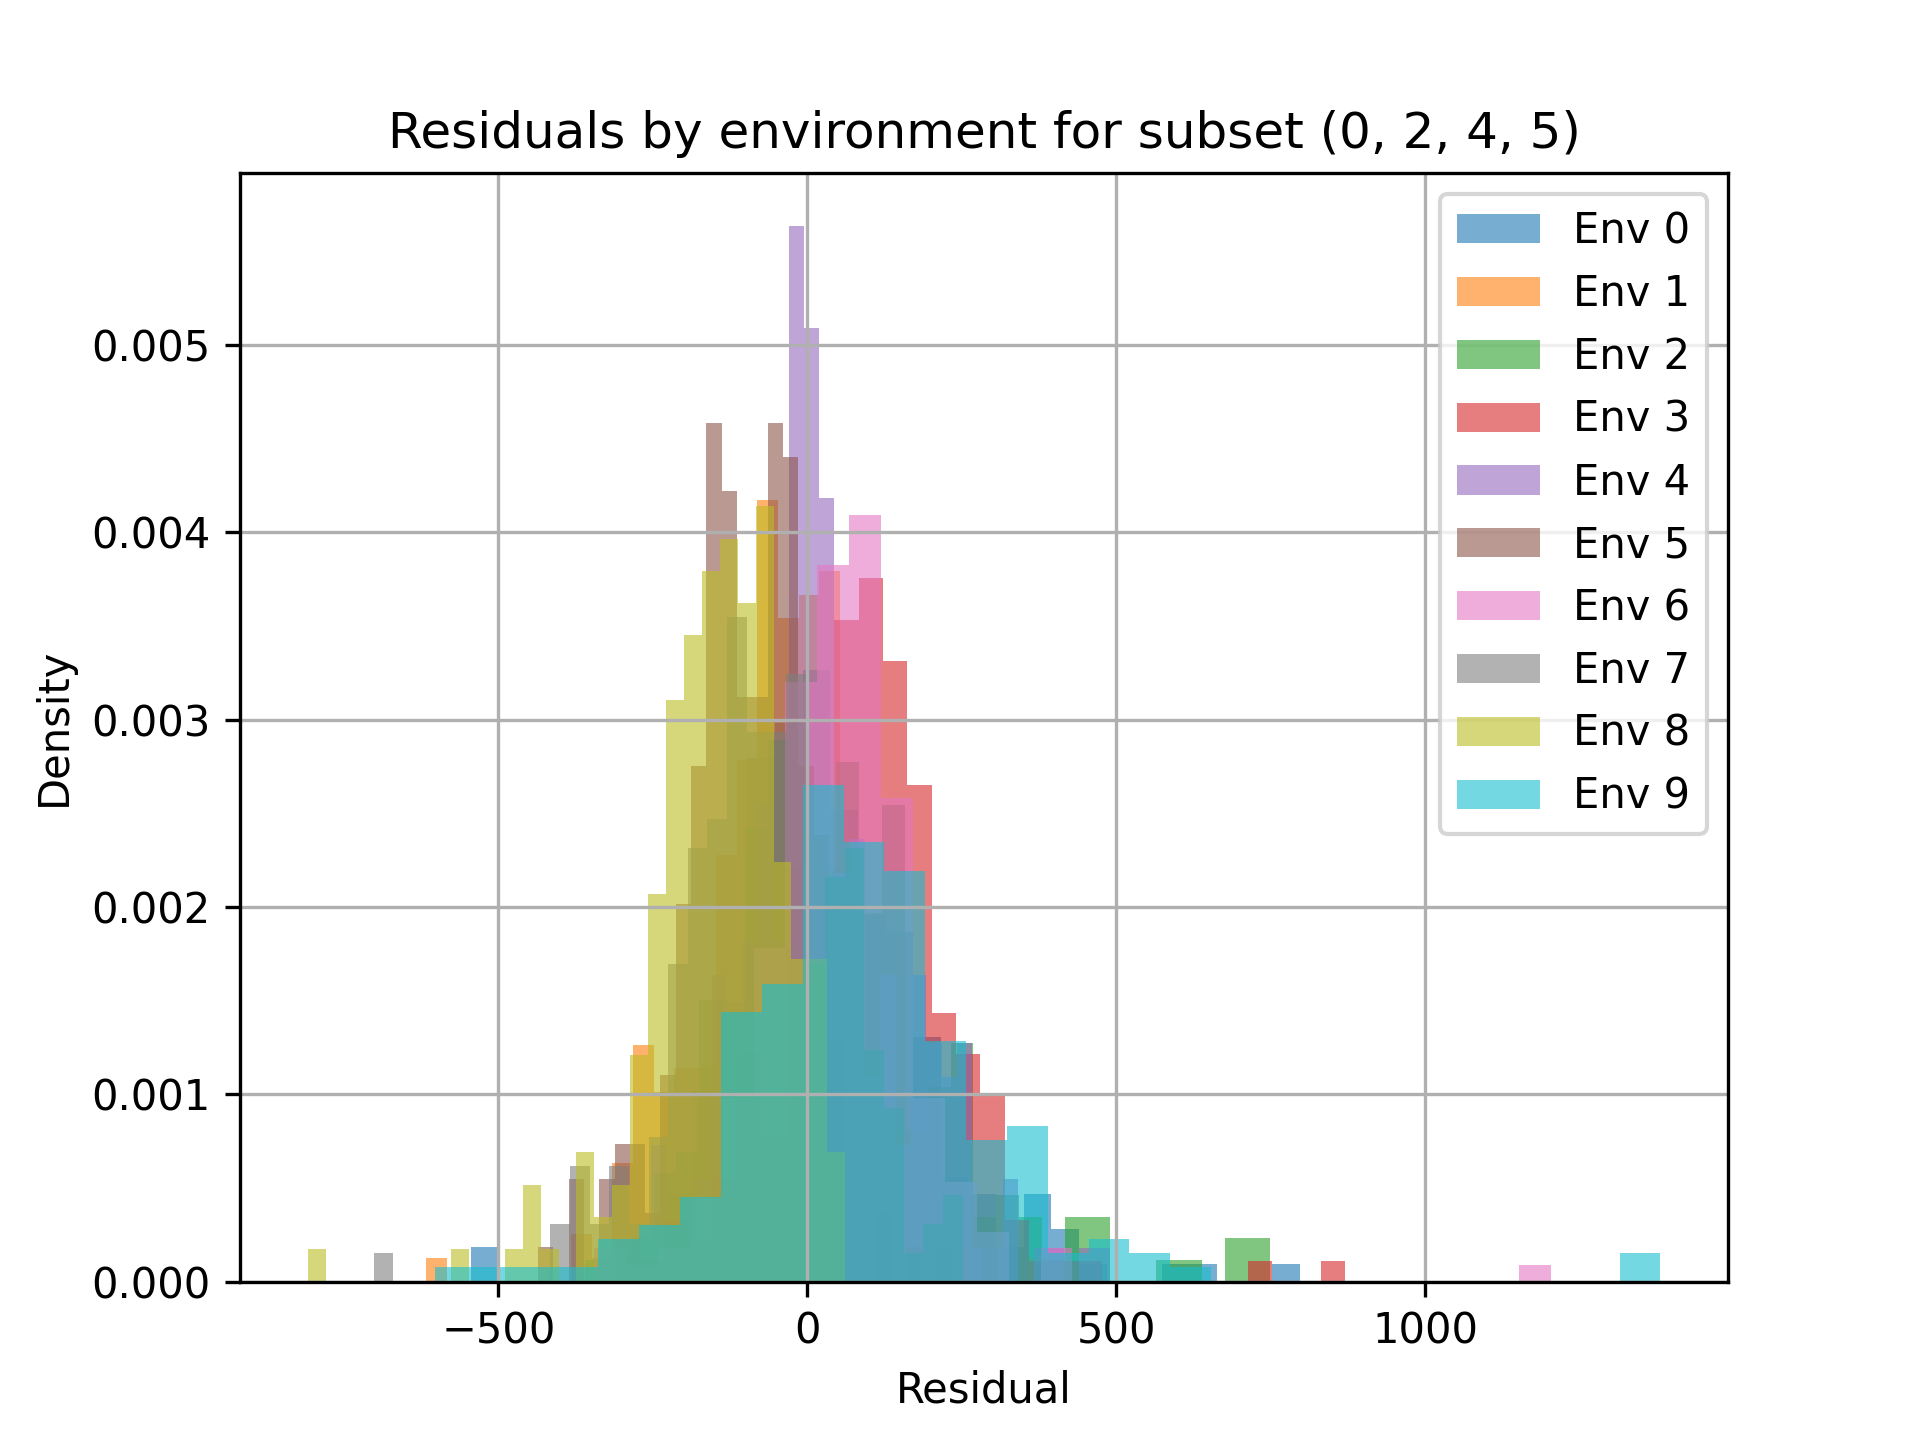 Residuals by environment for subset (0, 2, 4, 5)
Env 0
Env 1
Env 2
Env 3
Env 4
Env 5
Env 6
Env 7
Env 8
Env 9
0.005
0.004
0.003
0.002
0.001
0.000
Density
−500
0
500
1000
Residual